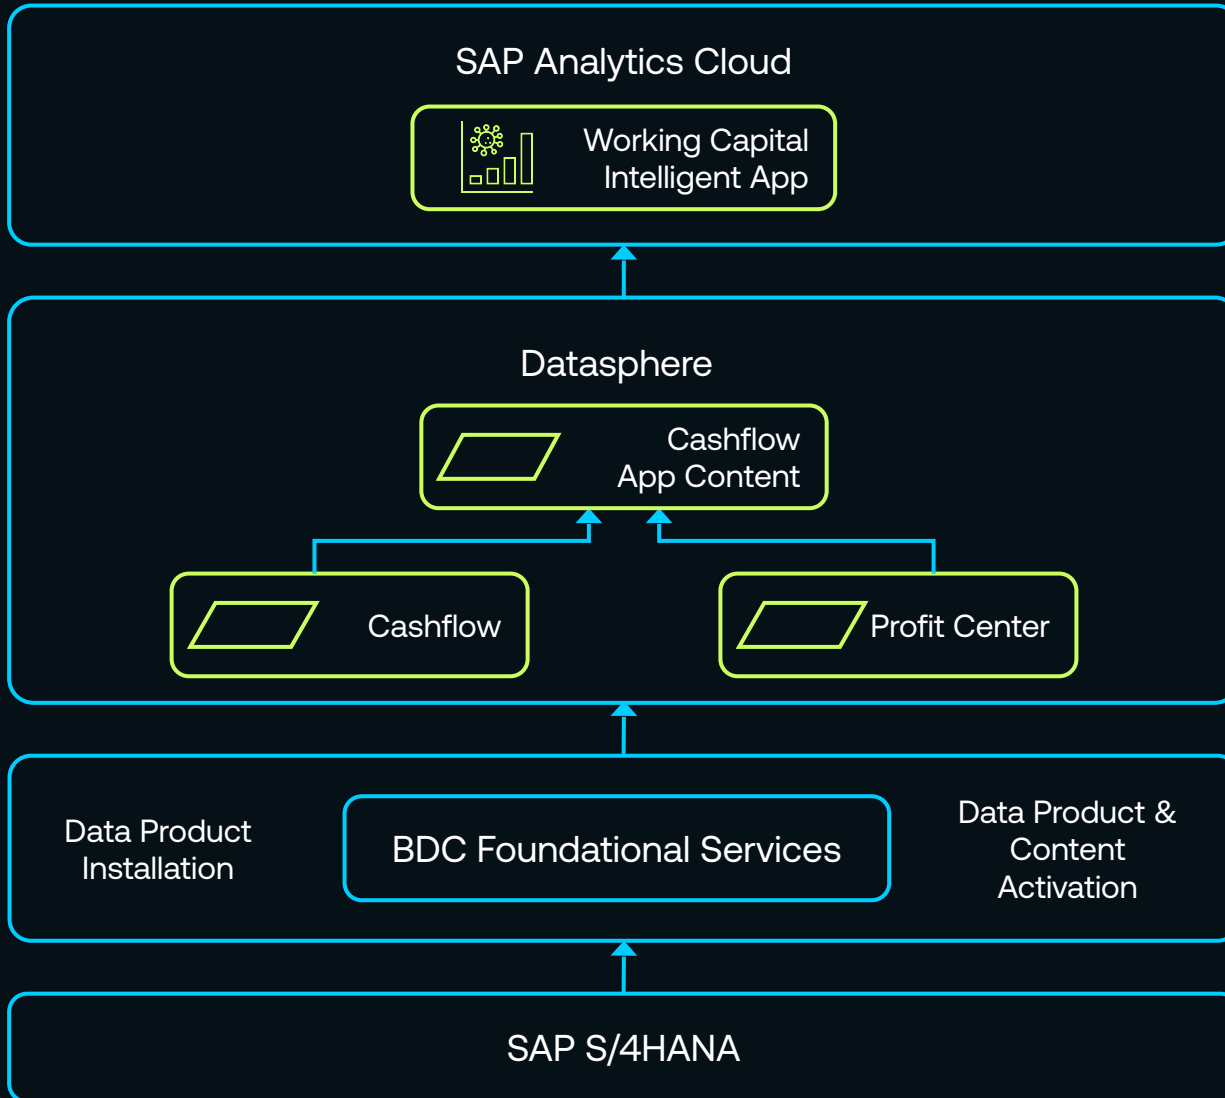 SAP Analytics Cloud
Working Capital
Intelligent App
Datasphere
Cashflow
App Content
Cashflow
Profit Center
Data Product
Installation
BDC Foundational Services
Data Product &
Content
Activation
SAP S/4HANA